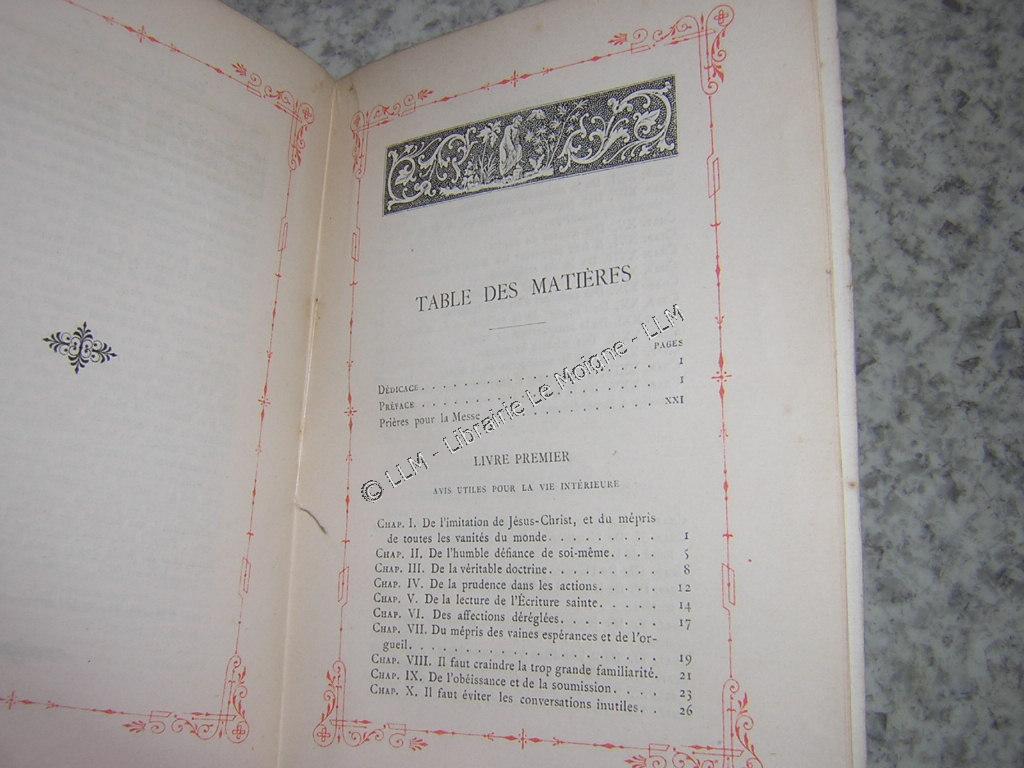 TABLE DES MATIÈRES
PAGES
DÉDICACE . . . . . . . . . . . . . . . . . I
PRÉFACE . . . . . . . . . . . . . . . . . I
PRIÈRES pour la Messe . . . . . . . . . . . XXI
© LLM - Librairie Le Moigne - LLM
LIVRE PREMIER
AVIS UTILES POUR LA VIE INTÉRIEURE
CHAP. I. De l'imitation de Jésus-Christ, et du mépris
de toutes les vanités du monde . . . . . . . . 1
CHAP. II. De l'humble défiance de soi-même. . . . 5
CHAP. III. De la véritable doctrine . . . . . . . 8
CHAP. IV. De la prudence dans les actions. . . . . 12
CHAP. V. De la lecture de l'Écriture sainte. . . . . 14
CHAP. VI. Des affections déréglées. . . . . . . 17
CHAP. VII. Du mépris des vaines espérances et de l'or-
gueil. . . . . . . . . . . . . . . . . . 19
CHAP. VIII. Il faut craindre la trop grande familiarité. 21
CHAP. IX. De l'obéissance et de la soumission. . . . 23
CHAP. X. Il faut éviter les conversations inutiles. . 26